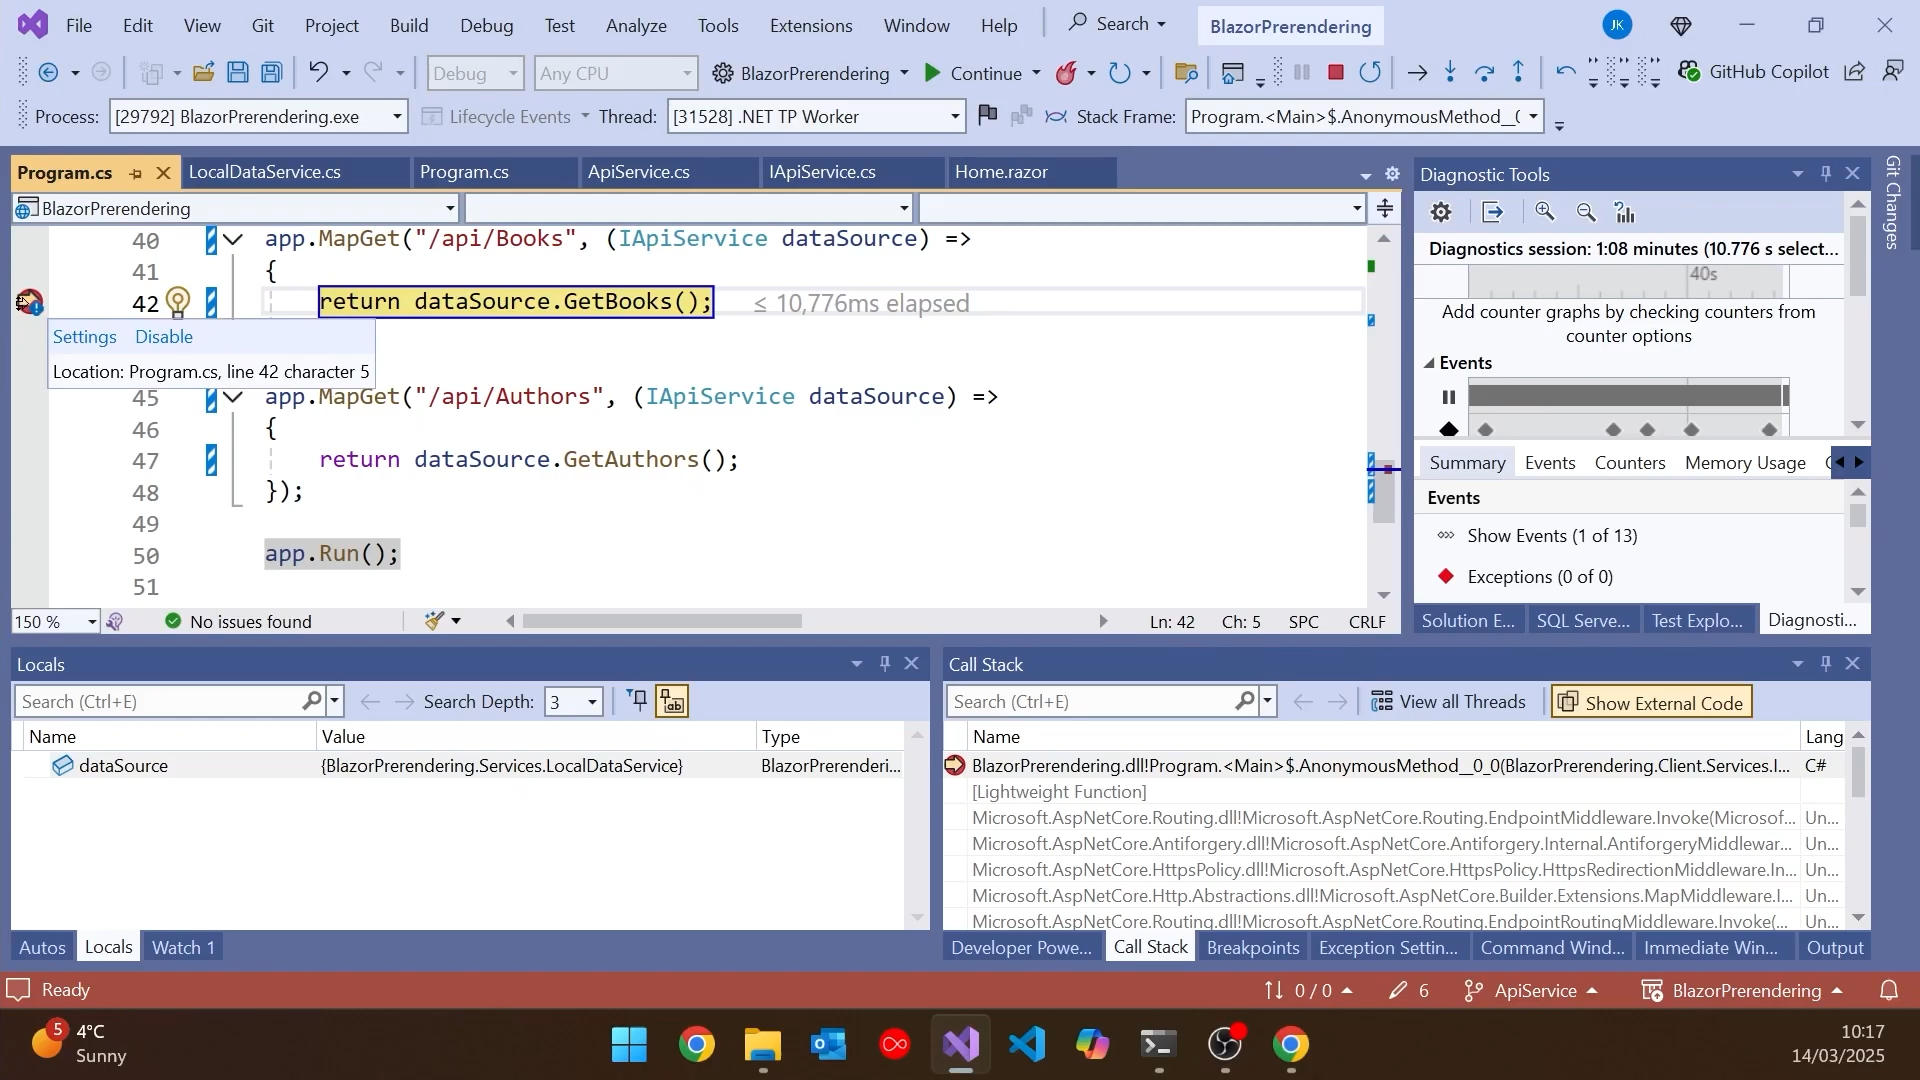 File Edit View Git Project Build Debug Test Analyze Tools Extensions Window Help Search BlazorPrerendering JK
Debug Any CPU BlazorPrerendering Continue GitHub Copilot
Process: [29792] BlazorPrerendering.exe Lifecycle Events Thread: [31528] .NET TP Worker Stack Frame: Program.<Main>$.AnonymousMethod__0
Program.cs LocalDataService.cs Program.cs ApiService.cs IApiService.cs Home.razor
BlazorPrerendering
40 app.MapGet("/api/Books", (IApiService dataSource) =>
41 {
42 return dataSource.GetBooks(); ≤ 10,776ms elapsed
Settings Disable
Location: Program.cs, line 42 character 5
45 app.MapGet("/api/Authors", (IApiService dataSource) =>
46 {
47 return dataSource.GetAuthors();
48 });
49
50 app.Run();
51
150 % No issues found Ln: 42 Ch: 5 SPC CRLF
Diagnostic Tools
Diagnostics session: 1:08 minutes (10.776 s select...
40s
Add counter graphs by checking counters from
counter options
Events
Summary Events Counters Memory Usage
Events
Show Events (1 of 13)
Exceptions (0 of 0)
Solution E... SQL Serve... Test Explo... Diagnosti...
Git Changes
Locals
Search (Ctrl+E) Search Depth: 3
Name Value Type
dataSource {BlazorPrerendering.Services.LocalDataService} BlazorPrerenderi...
Autos Locals Watch 1
Call Stack
Search (Ctrl+E) View all Threads Show External Code
Name Lang
BlazorPrerendering.dll!Program.<Main>$.AnonymousMethod__0_0(BlazorPrerendering.Client.Services.I... C#
[Lightweight Function]
Microsoft.AspNetCore.Routing.dll!Microsoft.AspNetCore.Routing.EndpointMiddleware.Invoke(Microsof... Un...
Microsoft.AspNetCore.Antiforgery.dll!Microsoft.AspNetCore.Antiforgery.Internal.AntiforgeryMiddlewar... Un...
Microsoft.AspNetCore.HttpsPolicy.dll!Microsoft.AspNetCore.HttpsPolicy.HttpsRedirectionMiddleware.In... Un...
Microsoft.AspNetCore.Http.Abstractions.dll!Microsoft.AspNetCore.Builder.Extensions.MapMiddleware.I... Un...
Microsoft.AspNetCore.Routing.dll!Microsoft.AspNetCore.Routing.EndpointRoutingMiddleware.Invoke(... Un...
Developer Powe... Call Stack Breakpoints Exception Settin... Command Wind... Immediate Win... Output
Ready 0 / 0 6 ApiService BlazorPrerendering
5 4°C
Sunny
10:17
14/03/2025